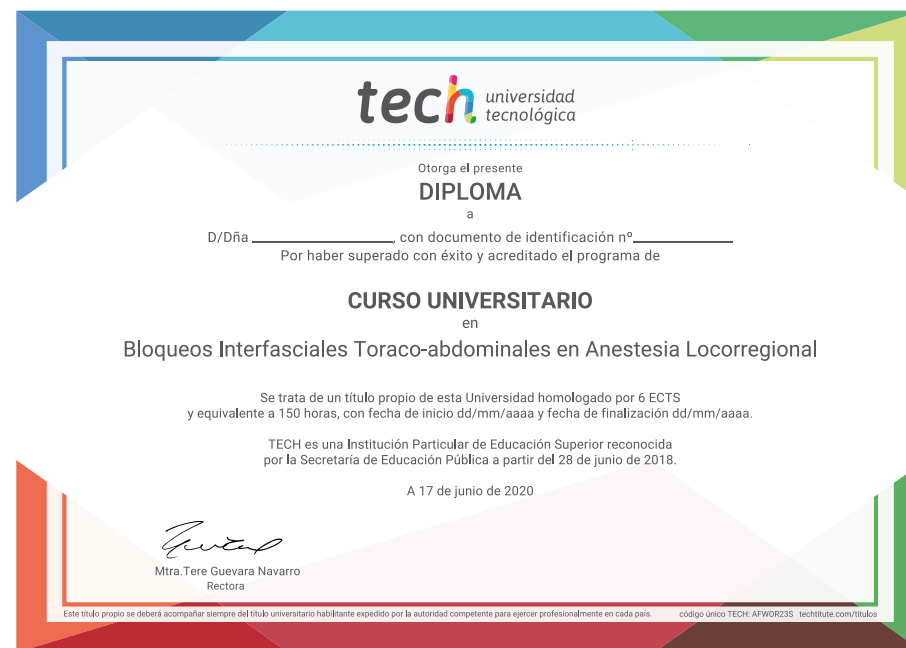 tech universidad
tecnológica
Otorga el presente
DIPLOMA
a
D/Dña ____________________, con documento de identificación nº______________
Por haber superado con éxito y acreditado el programa de
CURSO UNIVERSITARIO
en
Bloqueos Interfasciales Toraco-abdominales en Anestesia Locorregional
Se trata de un título propio de esta Universidad homologado por 6 ECTS
y equivalente a 150 horas, con fecha de inicio dd/mm/aaaa y fecha de finalización dd/mm/aaaa.
TECH es una Institución Particular de Educación Superior reconocida
por la Secretaría de Educación Pública a partir del 28 de junio de 2018.
A 17 de junio de 2020
Mtra.Tere Guevara Navarro
Rectora
Este título propio se deberá acompañar siempre del título universitario habilitante expedido por la autoridad competente para ejercer profesionalmente en cada país. código único TECH: AFWOR23S techtitute.com/titulos